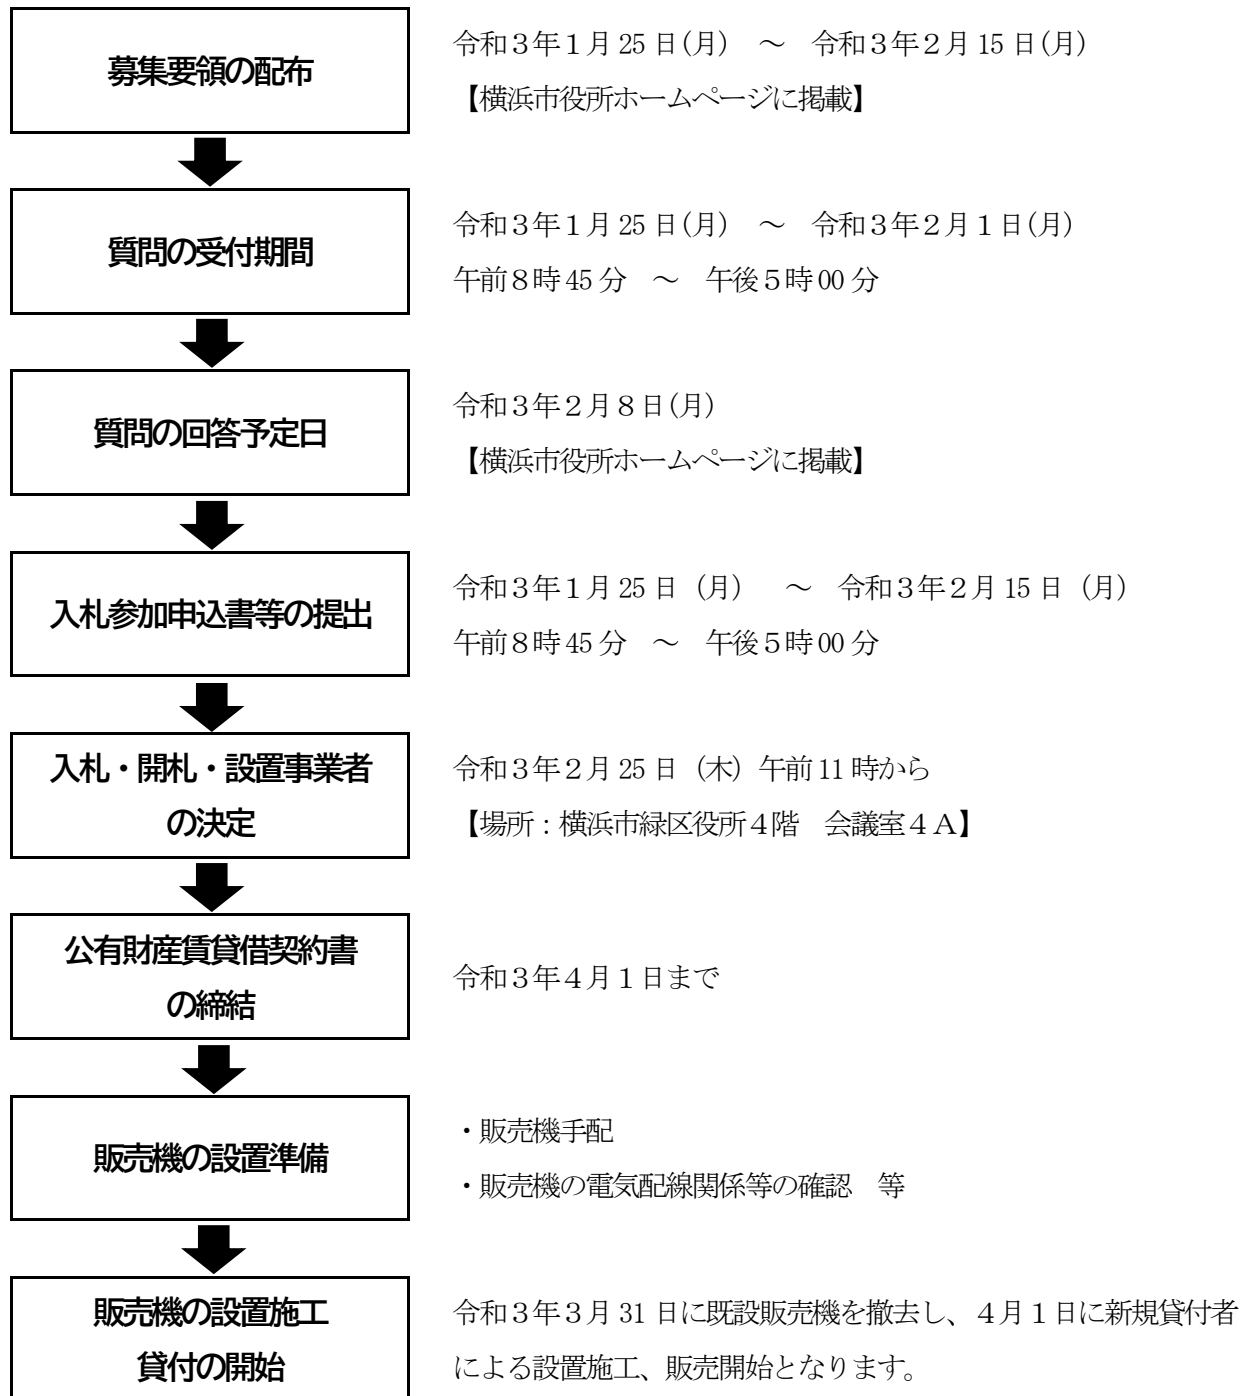 募集要領の配布
令和３年１月 25 日(月)　～　令和３年２月 15 日(月)
【横浜市役所ホームページに掲載】
質問の受付期間
令和３年１月 25 日(月)　～　令和３年２月１日(月)
午前８時 45 分　～　午後５時 00 分
質問の回答予定日
令和３年２月８日(月)
【横浜市役所ホームページに掲載】
入札参加申込書等の提出
令和３年１月 25 日（月）　～　令和３年２月 15 日（月）
午前８時 45 分　～　午後５時 00 分
入札・開札・設置事業者
の決定
令和３年２月 25 日（木）午前 11 時から
【場所：横浜市緑区役所４階　会議室４Ａ】
公有財産賃貸借契約書
の締結
令和３年４月１日まで
販売機の設置準備
・販売機手配
・販売機の電気配線関係等の確認　等
販売機の設置施工
貸付の開始
令和３年３月 31 日に既設販売機を撤去し、４月１日に新規貸付者
による設置施工、販売開始となります。